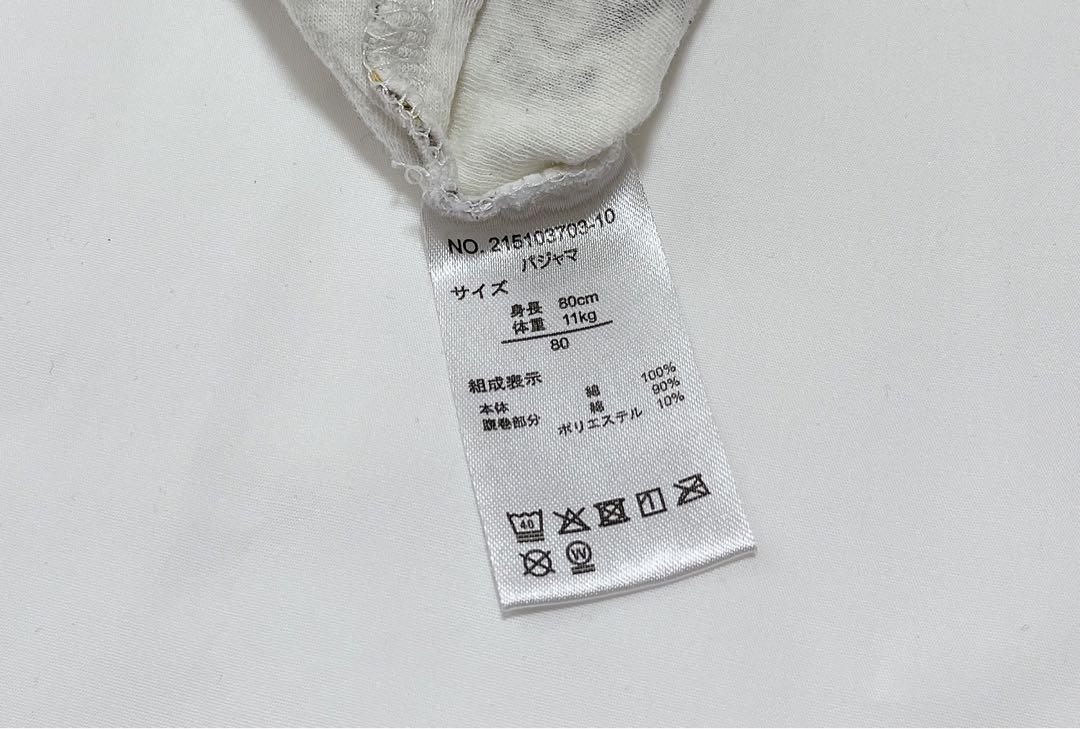 NO. 215103703-10
パジャマ
サイズ
身長 80cm
体重 11kg
80
組成表示
本体 綿 100%
腹巻部分 綿 90%
ポリエステル 10%
40
W